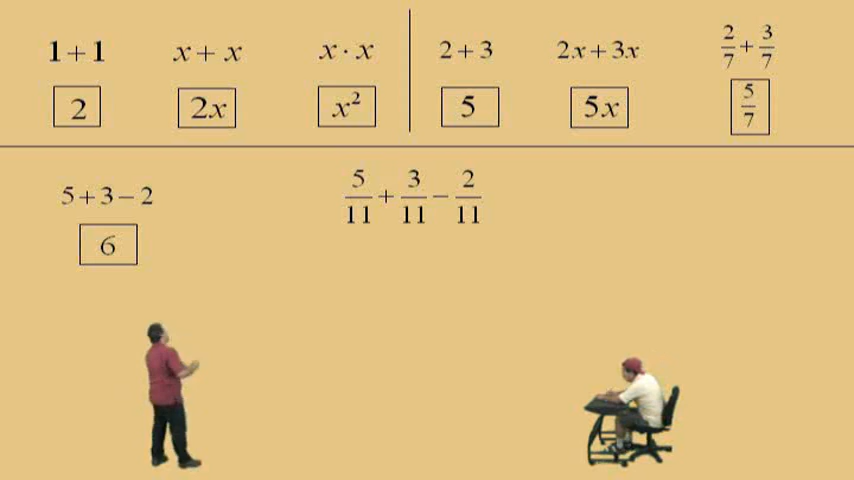 1+1 x+x x·x 2+3 2x+3x 2/7+3/7
2 2x x² 5 5x 5/7
5+3−2 5/11+3/11−2/11
6